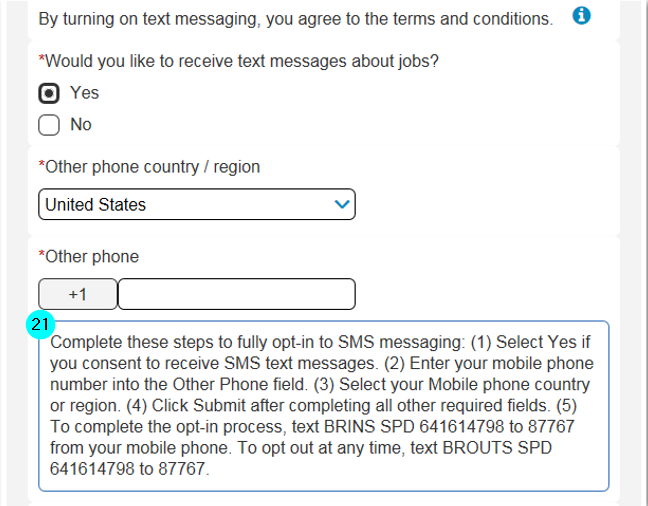 By turning on text messaging, you agree to the terms and conditions. i
*Would you like to receive text messages about jobs?
Yes
No
*Other phone country / region
United States
*Other phone
+1
21
Complete these steps to fully opt-in to SMS messaging: (1) Select Yes if
you consent to receive SMS text messages. (2) Enter your mobile phone
number into the Other Phone field. (3) Select your Mobile phone country
or region. (4) Click Submit after completing all other required fields. (5)
To complete the opt-in process, text BRINS SPD 641614798 to 87767
from your mobile phone. To opt out at any time, text BROUTS SPD
641614798 to 87767.